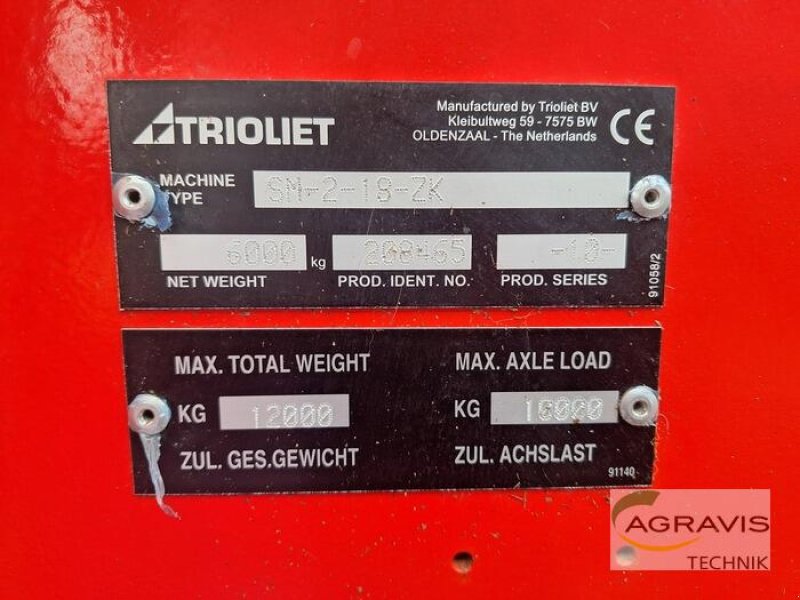 TRIOLIET
Manufactured by Trioliet BV
Kleibultweg 59 - 7575 BW
OLDENZAAL - The Netherlands
CE
MACHINE TYPE
SM-2-18-ZK
6000 kg
208465
-10-
NET WEIGHT
PROD. IDENT. NO.
PROD. SERIES
91058/2
MAX. TOTAL WEIGHT
MAX. AXLE LOAD
KG 12000
KG 10000
ZUL. GES.GEWICHT
ZUL. ACHSLAST
91140
AGRAVIS
TECHNIK